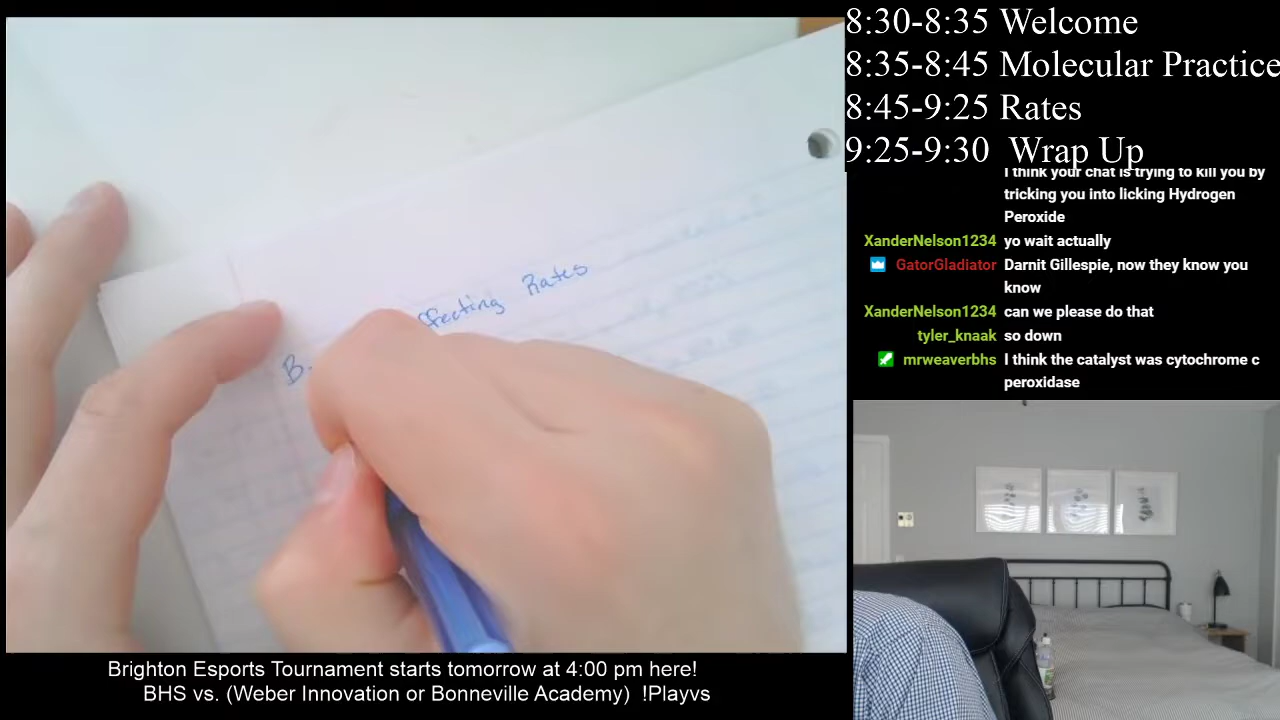 8:30-8:35 Welcome
8:35-8:45 Molecular Practice
8:45-9:25 Rates
9:25-9:30 Wrap Up
I think your chat is trying to kill you by
tricking you into licking Hydrogen
Peroxide
XanderNelson1234 yo wait actually
GatorGladiator Darnit Gillespie, now they know you
know
XanderNelson1234 can we please do that
tyler_knaak so down
mrweaverbhs I think the catalyst was cytochrome c
peroxidase
ffecting Rates
B.
Brighton Esports Tournament starts tomorrow at 4:00 pm here!
BHS vs. (Weber Innovation or Bonneville Academy) !Playvs